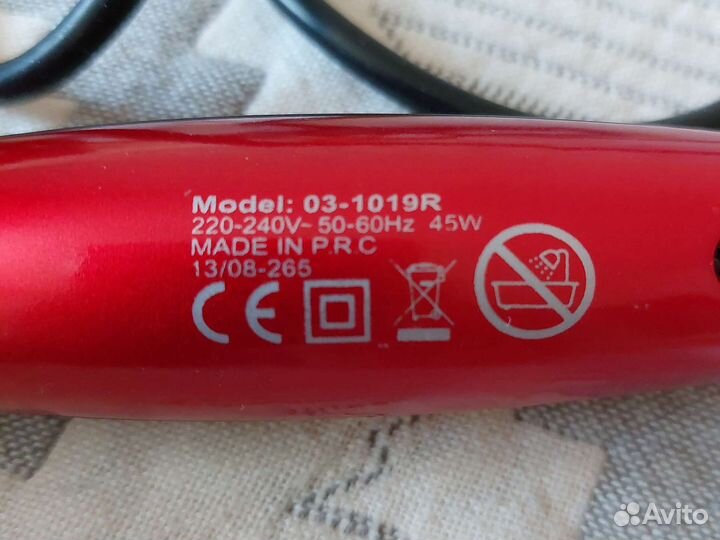 Model: 03-1019R
220-240V~ 50-60Hz 45W
MADE IN P.R.C
13/08-265
CE
Avito